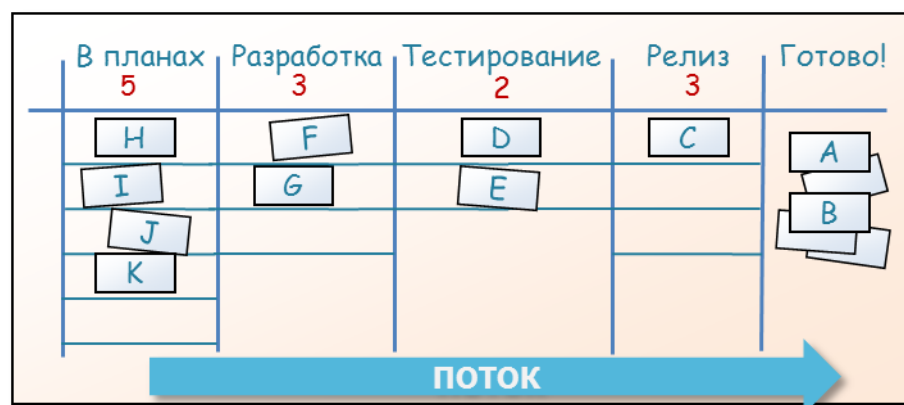 В планах Разработка Тестирование Релиз Готово!
5 3 2 3
H F D C A
I G E B
J
K
ПОТОК